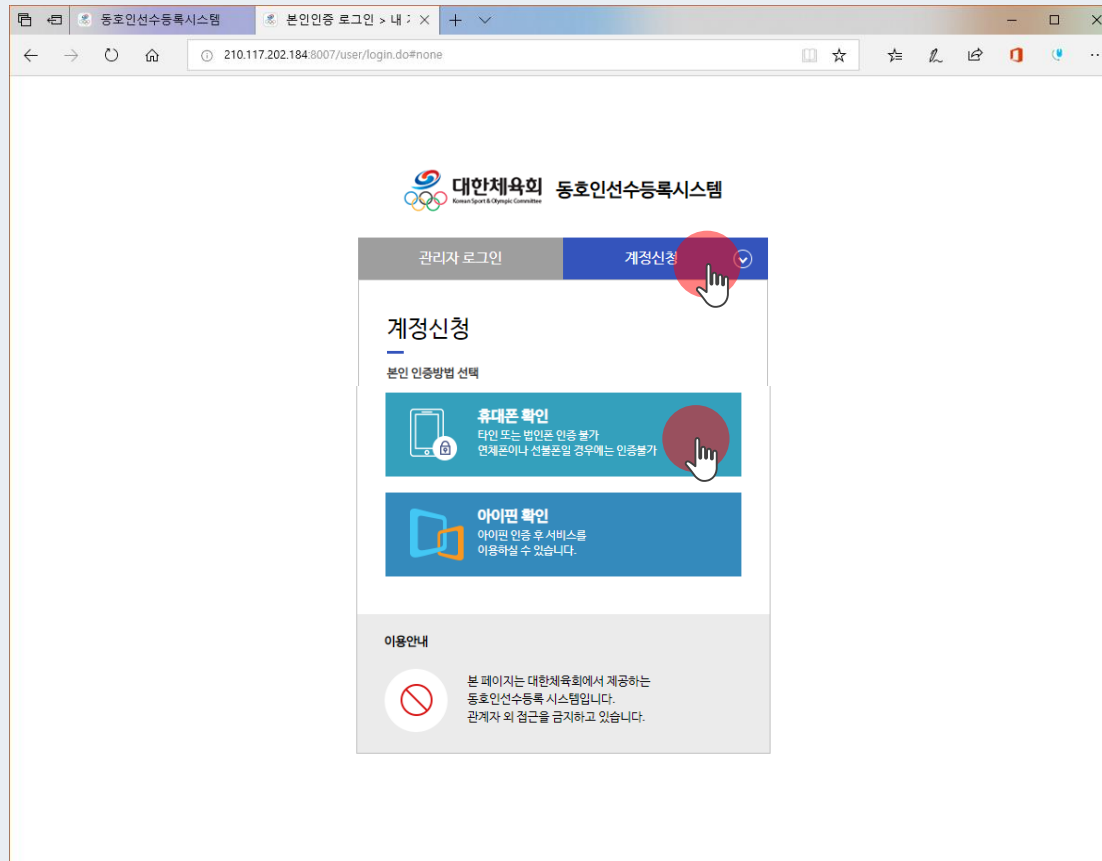 동호인선수등록시스템
본인인증 로그인 > 내 
210.117.202.184:8007/user/login.do#none
대한체육회 동호인선수등록시스템
Korean Sport & Olympic Committee
관리자 로그인
계정신청
계정신청
본인 인증방법 선택
휴대폰 확인
타인 또는 법인폰 인증 불가
연체폰이나 선불폰일 경우에는 인증불가
아이핀 확인
아이핀 인증 후 서비스를
이용하실 수 있습니다.
이용안내
본 페이지는 대한체육회에서 제공하는
동호인선수등록 시스템입니다.
관계자 외 접근을 금지하고 있습니다.